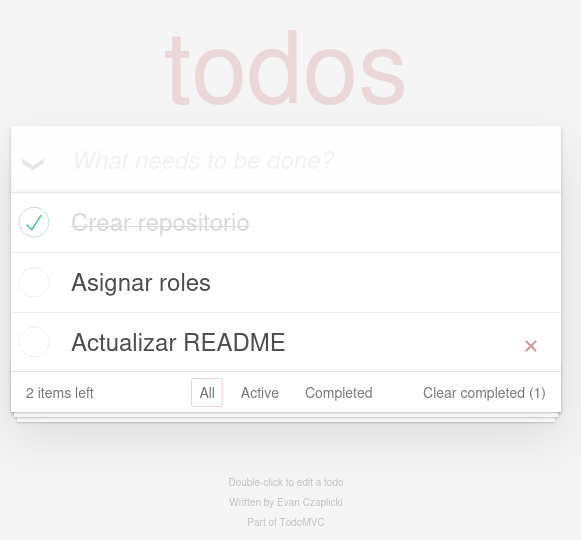 todos
What needs to be done?
Crear repositorio
Asignar roles
Actualizar README
2 items left All Active Completed Clear completed (1)
Double-click to edit a todo
Written by Evan Czaplicki
Part of TodoMVC